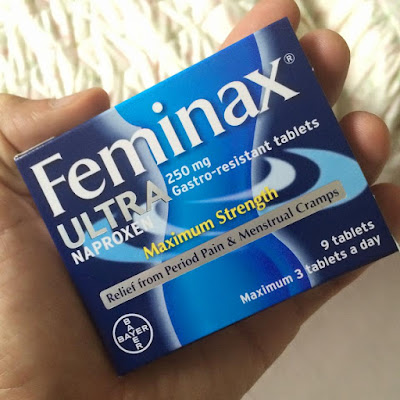 Feminax®
ULTRA 250 mg
NAPROXEN Gastro-resistant tablets
Maximum Strength
Relief from Period Pain & Menstrual Cramps
9 tablets
Maximum 3 tablets a day
BAYER
BAYER